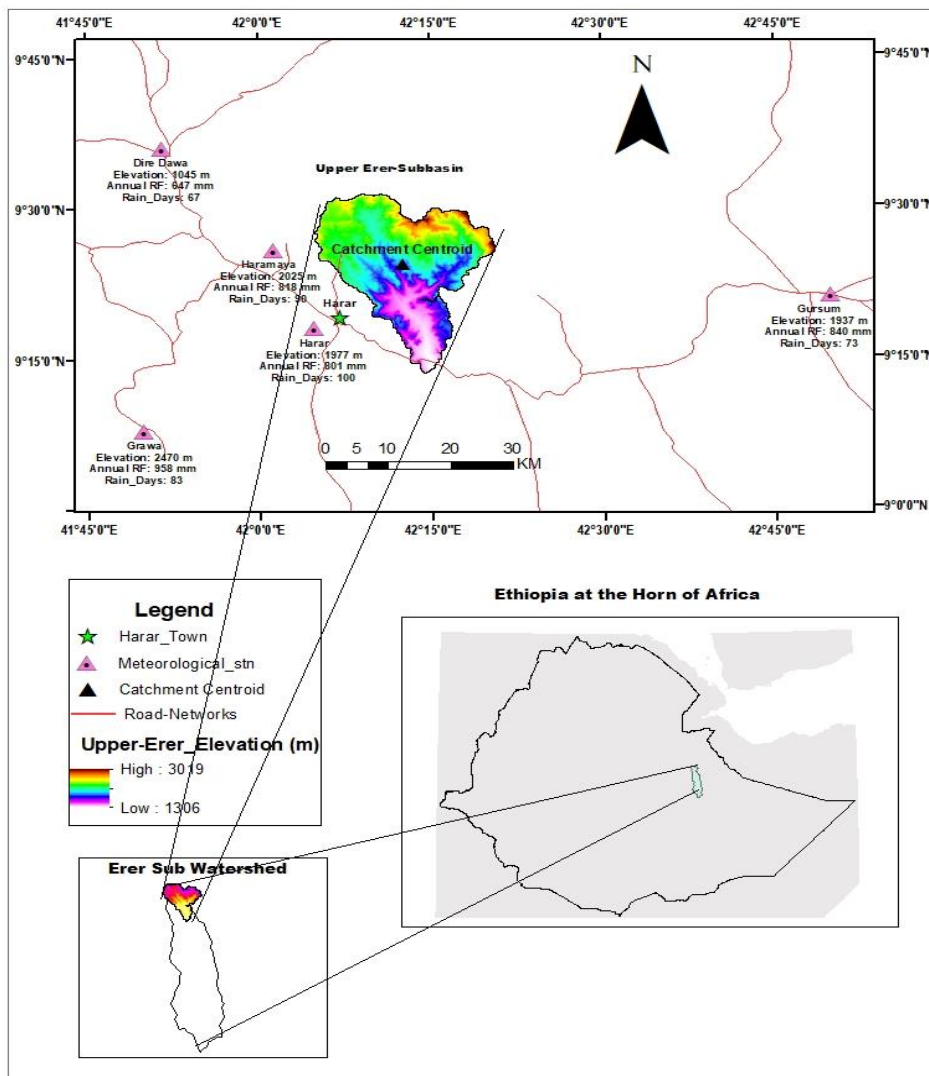 41°45'0"E 42°0'0"E 42°15'0"E 42°30'0"E 42°45'0"E
9°45'0"N 9°45'0"N
N
Dire Dawa
Elevation: 1045 m
Annual RF: 647 mm
Rain_Days: 67
Upper Erer-Subbasin
9°30'0"N 9°30'0"N
Catchment Centroid
Haramaya
Elevation: 2025 m
Annual RF: 818 mm
Rain_Days: 90
Harar
Gursum
Elevation: 1937 m
Annual RF: 840 mm
Rain_Days: 73
Harar
Elevation: 1977 m
Annual RF: 801 mm
Rain_Days: 100
9°15'0"N 9°15'0"N
Grawa
Elevation: 2470 m
Annual RF: 958 mm
Rain_Days: 83
0 5 10 20 30
KM
9°0'0"N
41°45'0"E 42°0'0"E 42°15'0"E 42°30'0"E 42°45'0"E
Legend
Harar_Town
Meteorological_stn
Catchment Centroid
Road-Networks
Upper-Erer_Elevation (m)
High : 3019
Low : 1306
Ethiopia at the Horn of Africa
Erer Sub Watershed